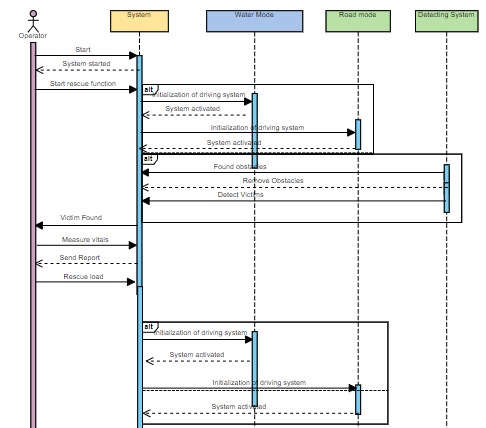 System
Water Mode
Road mode
Detecting System
Operator
Start
System started
Start rescue function
alt
Initialization of driving system
System activated
Initialization of driving system
System activated
alt
Found obstacles
Remove Obstacles
Detect Victims
Victim Found
Measure vitals
Send Report
Rescue load
alt
Initialization of driving system
System activated
Initialization of driving system
System activated